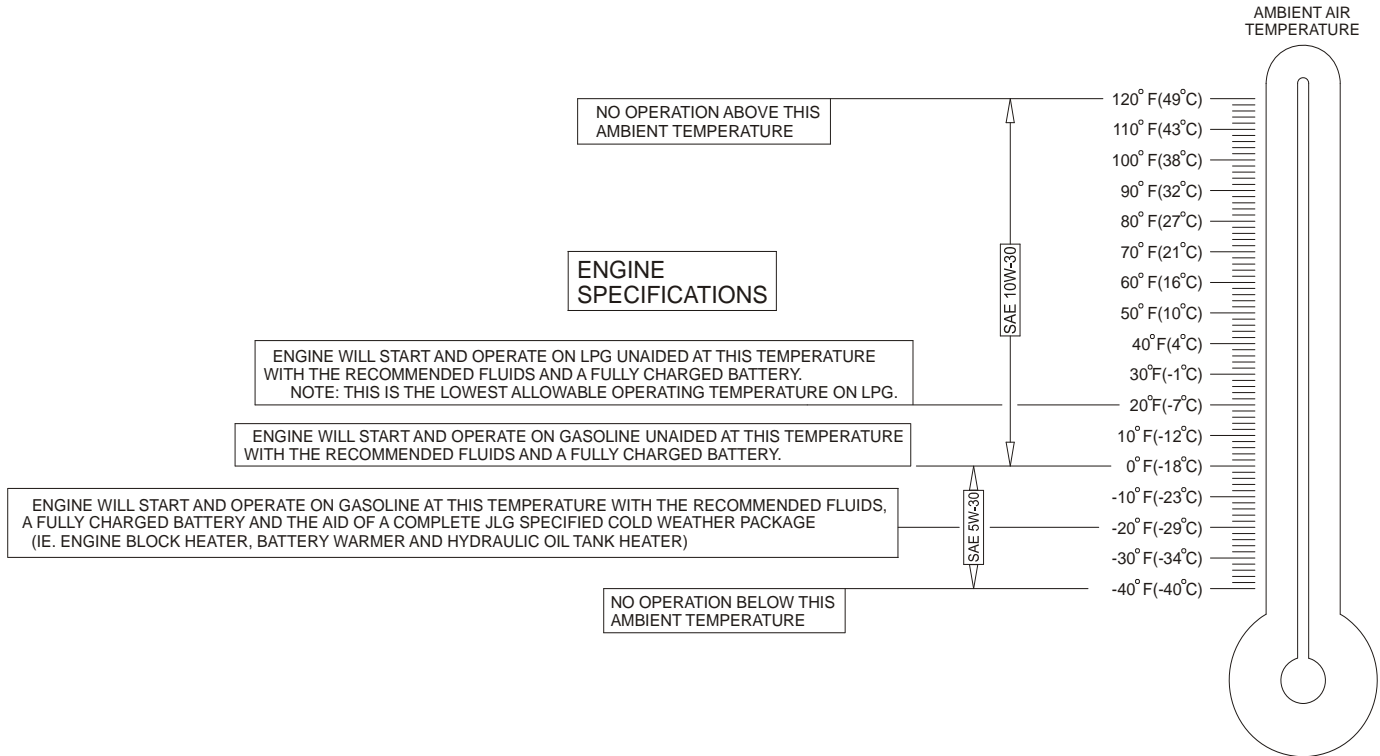 AMBIENT AIR
TEMPERATURE
NO OPERATION ABOVE THIS
AMBIENT TEMPERATURE
120° F(49°C)
110° F(43°C)
100° F(38°C)
90° F(32°C)
80° F(27°C)
70° F(21°C)
60° F(16°C)
50° F(10°C)
40°F(4°C)
30°F(-1°C)
20°F(-7°C)
10° F(-12°C)
0° F(-18°C)
-10° F(-23°C)
-20° F(-29°C)
-30° F(-34°C)
-40° F(-40°C)
SAE 10W-30
ENGINE
SPECIFICATIONS
ENGINE WILL START AND OPERATE ON LPG UNAIDED AT THIS TEMPERATURE
WITH THE RECOMMENDED FLUIDS AND A FULLY CHARGED BATTERY.
NOTE: THIS IS THE LOWEST ALLOWABLE OPERATING TEMPERATURE ON LPG.
ENGINE WILL START AND OPERATE ON GASOLINE UNAIDED AT THIS TEMPERATURE
WITH THE RECOMMENDED FLUIDS AND A FULLY CHARGED BATTERY.
SAE 5W-30
ENGINE WILL START AND OPERATE ON GASOLINE AT THIS TEMPERATURE WITH THE RECOMMENDED FLUIDS,
A FULLY CHARGED BATTERY AND THE AID OF A COMPLETE JLG SPECIFIED COLD WEATHER PACKAGE
(IE. ENGINE BLOCK HEATER, BATTERY WARMER AND HYDRAULIC OIL TANK HEATER)
NO OPERATION BELOW THIS
AMBIENT TEMPERATURE